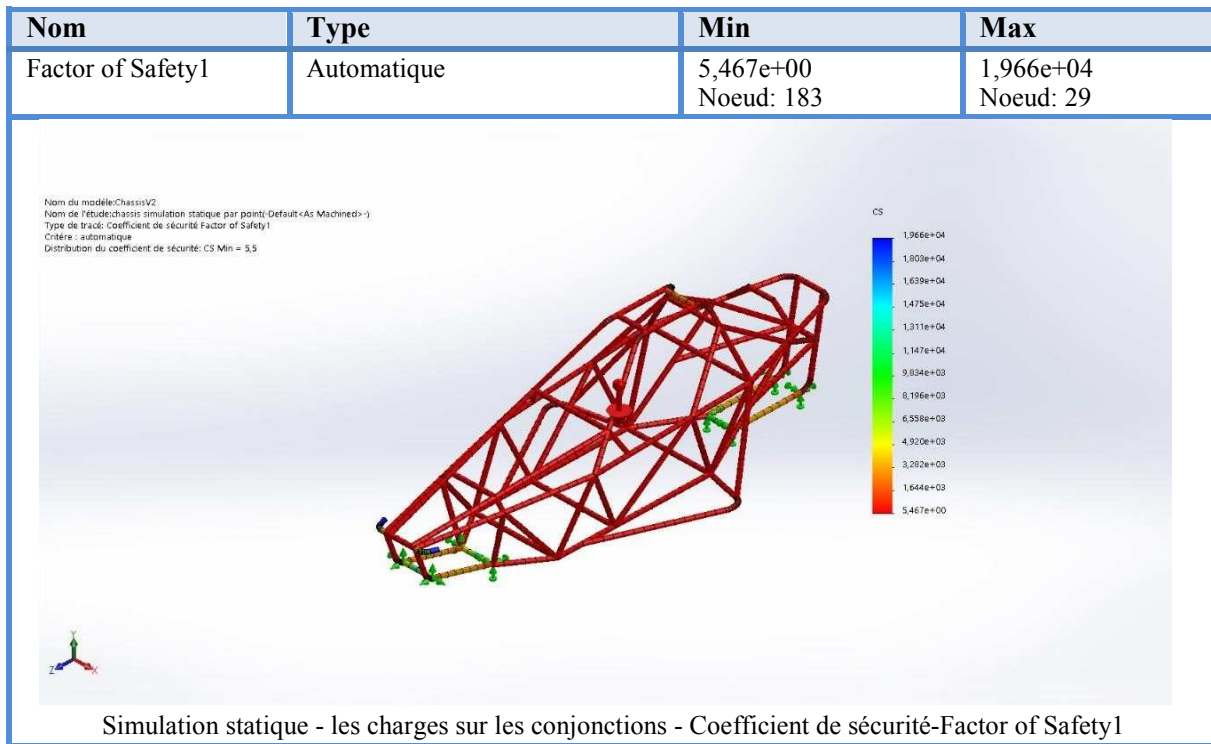 Nom Type Min Max
Factor of Safety1 Automatique 5,467e+00 1,966e+04
Noeud: 183 Noeud: 29
Nom du modèle:ChassisV2
Nom de l'étude:chassis simulation statique par point(-Default<As Machined>-)
Type de tracé: Coefficient de sécurité Factor of Safety1
Critère : automatique
Distribution du coefficient de sécurité: CS Min = 5,5
CS
1,966e+04
1,803e+04
1,639e+04
1,475e+04
1,311e+04
1,147e+04
9,834e+03
8,196e+03
6,558e+03
4,920e+03
3,282e+03
1,644e+03
5,467e+00
Y
Z
X
Simulation statique - les charges sur les conjonctions - Coefficient de sécurité-Factor of Safety1